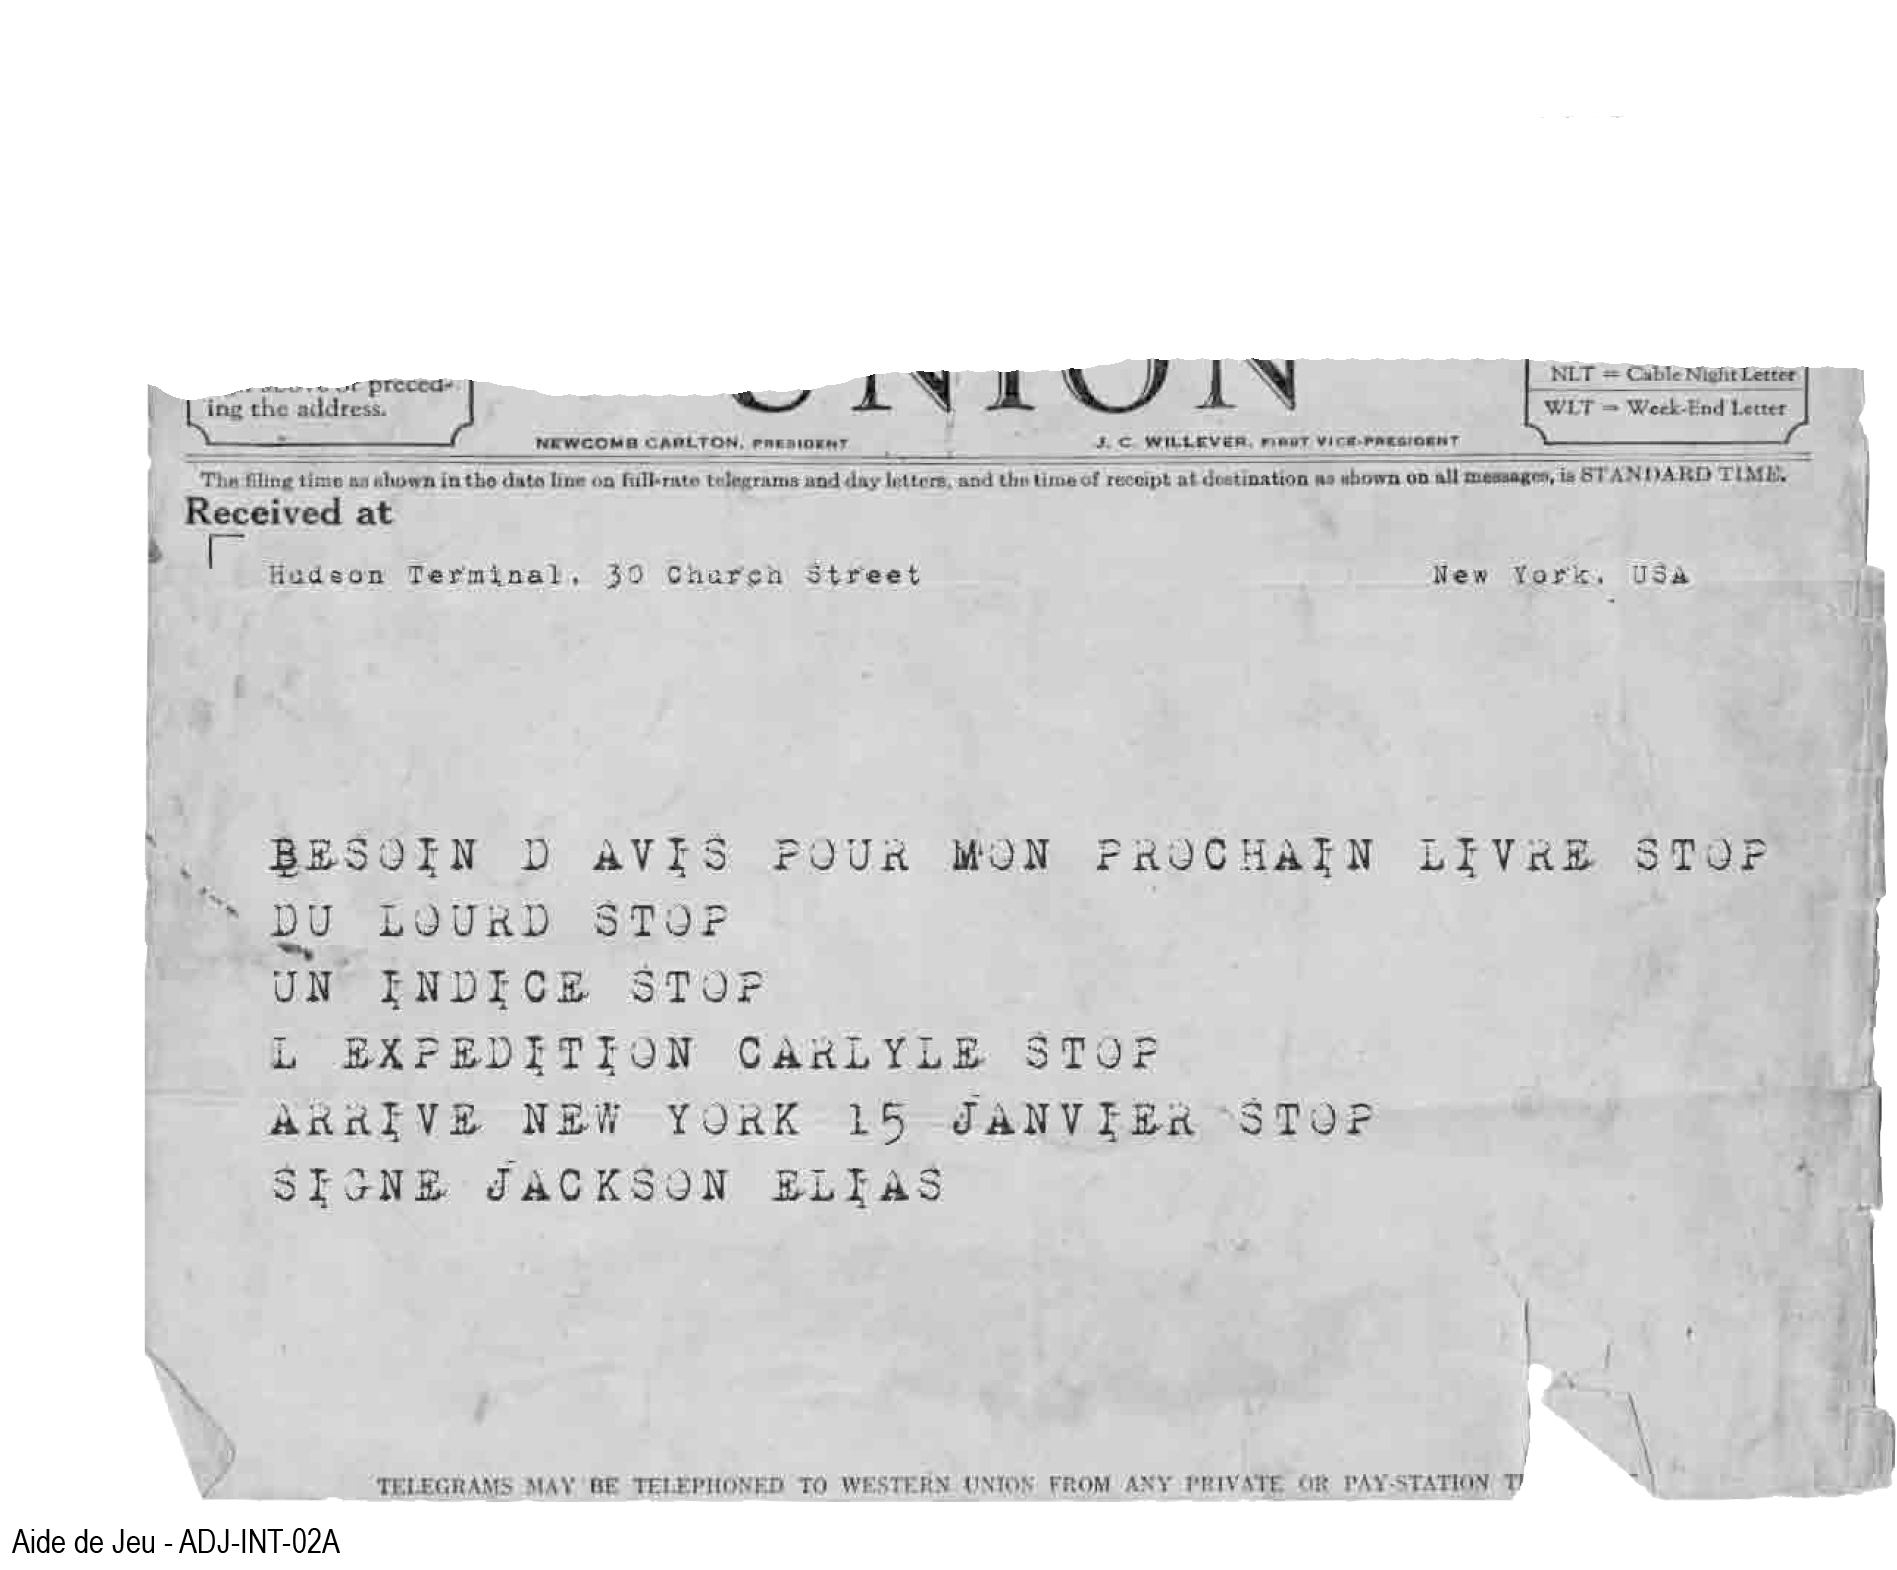 preced-
ing the address.
UNION
NEWCOMB CARLTON, PRESIDENT
J. C. WILLEVER, FIRST VICE-PRESIDENT
NLT = Cable Night Letter
WLT = Week-End Letter
The filing time as shown in the date line on full-rate telegrams and day letters, and the time of receipt at destination as shown on all messages, is STANDARD TIME.
Received at
Hudson Terminal, 30 Church Street New York, USA
BESOIN D AVIS POUR MON PROCHAIN LIVRE STOP
DU LOURD STOP
UN INDICE STOP
L EXPEDITION CARLYLE STOP
ARRIVE NEW YORK 15 JANVIER STOP
SIGNE JACKSON ELIAS
TELEGRAMS MAY BE TELEPHONED TO WESTERN UNION FROM ANY PRIVATE OR PAY-STATION
Aide de Jeu - ADJ-INT-02A